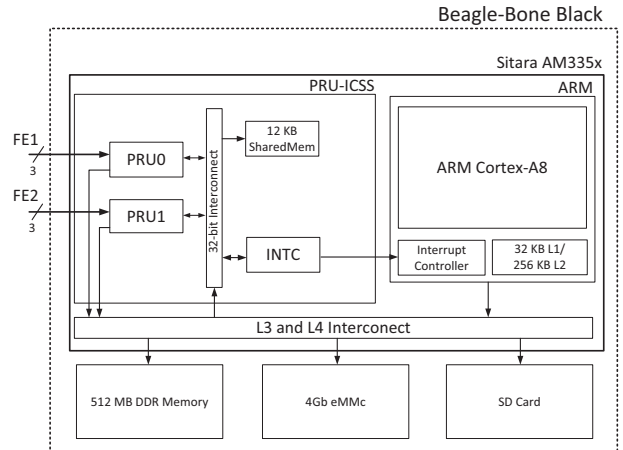 Beagle-Bone Black
Sitara AM335x
PRU-ICSS
ARM
FE1
3
PRU0
12 KB
SharedMem
ARM Cortex-A8
FE2
3
PRU1
32-bit Interconnect
INTC
Interrupt
Controller
32 KB L1/
256 KB L2
L3 and L4 Interconect
512 MB DDR Memory
4Gb eMMc
SD Card